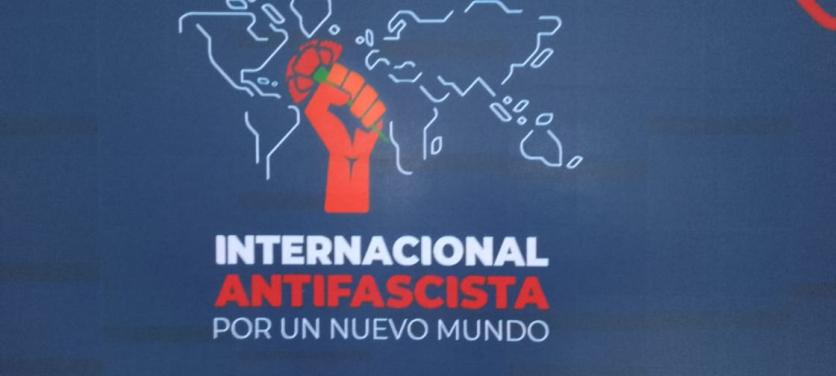 INTERNACIONAL
ANTIFASCISTA
POR UN NUEVO MUNDO